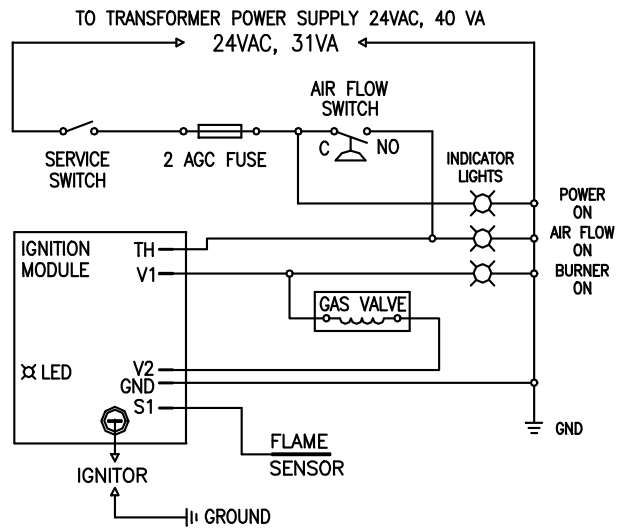 TO TRANSFORMER POWER SUPPLY 24VAC, 40 VA
24VAC, 31VA
AIR FLOW
SWITCH
C
NO
SERVICE
SWITCH
2 AGC FUSE
INDICATOR
LIGHTS
POWER
ON
AIR FLOW
ON
BURNER
ON
IGNITION
MODULE
TH
V1
GAS VALVE
LED
V2
GND
S1
GND
FLAME
SENSOR
IGNITOR
GROUND